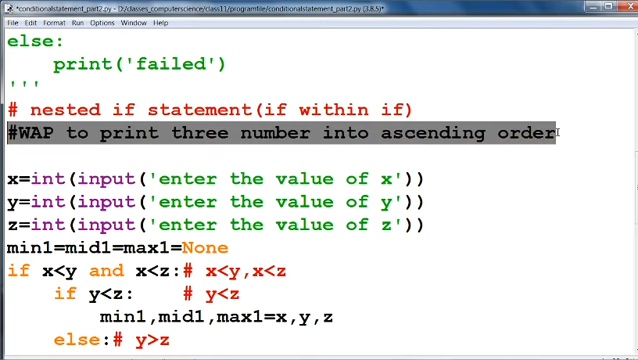 *conditionalstatement_part2.py - D:/classes_computerscience/class11/programfile/conditionalstatement_part2.py (3.8.5)*
File Edit Format Run Options Window Help
else:
    print('failed')
'''
# nested if statement(if within if)
#WAP to print three number into ascending order
x=int(input('enter the value of x'))
y=int(input('enter the value of y'))
z=int(input('enter the value of z'))
min1=mid1=max1=None
if x<y and x<z:# x<y,x<z
    if y<z:    # y<z
        min1,mid1,max1=x,y,z
    else:# y>z